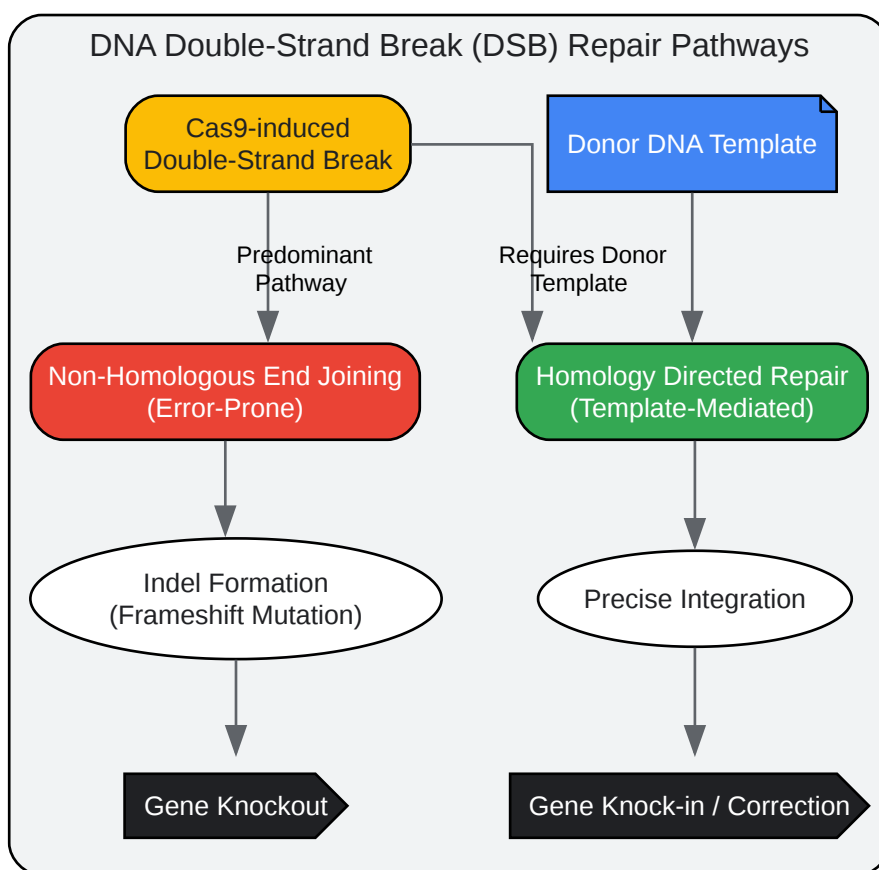 DNA Double-Strand Break (DSB) Repair Pathways
Cas9-induced
Double-Strand Break
Donor DNA Template
Predominant
Pathway
Requires Donor
Template
Non-Homologous End Joining
(Error-Prone)
Homology Directed Repair
(Template-Mediated)
Indel Formation
(Frameshift Mutation)
Precise Integration
Gene Knockout
Gene Knock-in / Correction